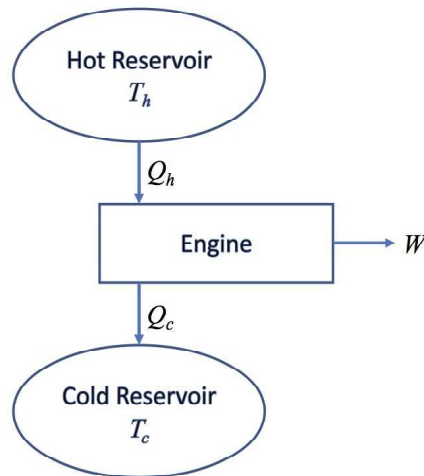 Hot Reservoir
T_h
Q_h
Engine
W
Q_c
Cold Reservoir
T_c